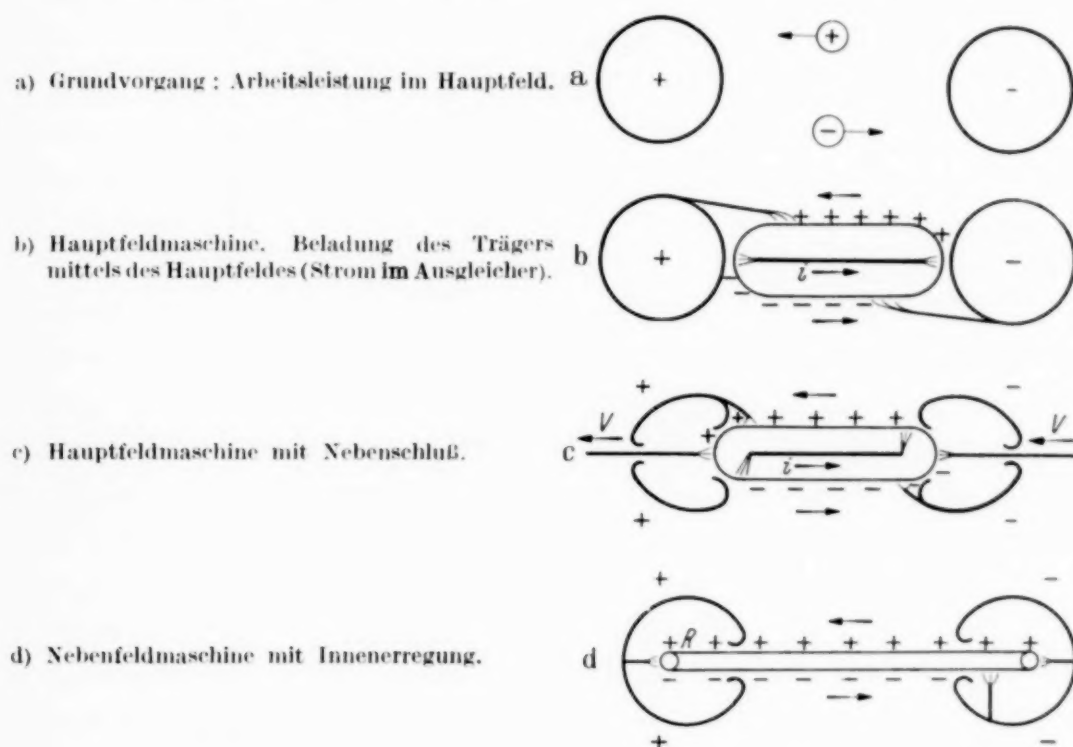 a) Grundvorgang : Arbeitsleistung im Hauptfeld.
a
+
-
+
-
b) Hauptfeldmaschine. Beladung des Trägers
mittels des Hauptfeldes (Strom im Ausgleicher).
b
+
+ + + + +
+
i
-
-
- - - -
c) Hauptfeldmaschine mit Nebenschluß.
c
+
-
V
V
+ + + + +
+
i
-
- - - - -
+
-
d) Nebenfeldmaschine mit Innenerregung.
d
+
-
+ R + + + + + + +
- - - - - - -
+
-